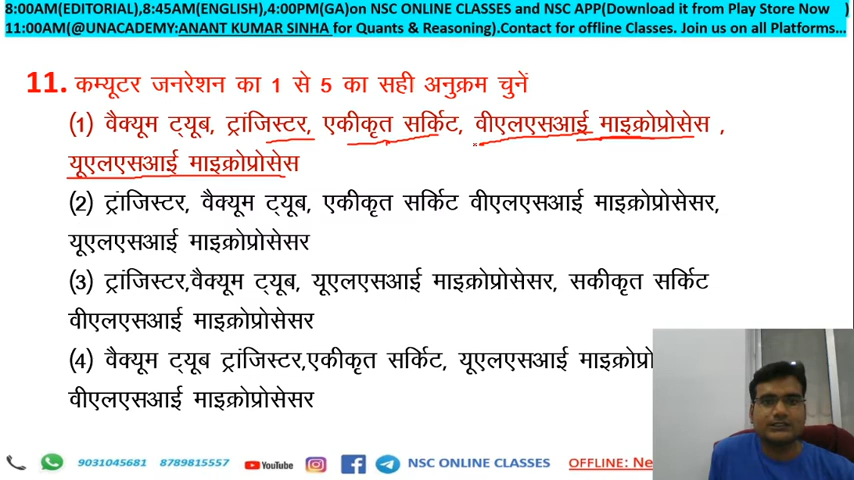 8:00AM(EDITORIAL),8:45AM(ENGLISH),4:00PM(GA)on NSC ONLINE CLASSES and NSC APP(Download it from Play Store Now )
11:00AM(@UNACADEMY:ANANT KUMAR SINHA for Quants & Reasoning).Contact for offline Classes. Join us on all Platforms...
11. कम्यूटर जनरेशन का 1 से 5 का सही अनुक्रम चुनें
(1) वैक्यूम ट्यूब, ट्रांजिस्टर, एकीकृत सर्किट, वीएलएसआई माइक्रोप्रोसेस ,
यूएलएसआई माइक्रोप्रोसेस
(2) ट्रांजिस्टर, वैक्यूम ट्यूब, एकीकृत सर्किट वीएलएसआई माइक्रोप्रोसेसर,
यूएलएसआई माइक्रोप्रोसेसर
(3) ट्रांजिस्टर,वैक्यूम ट्यूब, यूएलएसआई माइक्रोप्रोसेसर, सकीकृत सर्किट
वीएलएसआई माइक्रोप्रोसेसर
(4) वैक्यूम ट्यूब ट्रांजिस्टर,एकीकृत सर्किट, यूएलएसआई
वीएलएसआई माइक्रोप्रोसेसर
9031045681 8789815557 YouTube NSC ONLINE CLASSES OFFLINE: